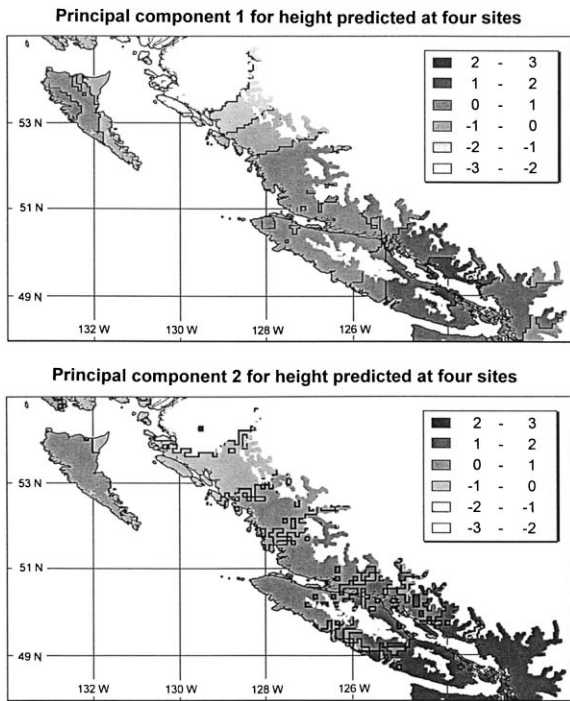 Principal component 1 for height predicted at four sites
2 - 3
1 - 2
0 - 1
-1 - 0
-2 - -1
-3 - -2
53 N
51 N
49 N
132 W 130 W 128 W 126 W
Principal component 2 for height predicted at four sites
2 - 3
1 - 2
0 - 1
-1 - 0
-2 - -1
-3 - -2
53 N
51 N
49 N
132 W 130 W 128 W 126 W